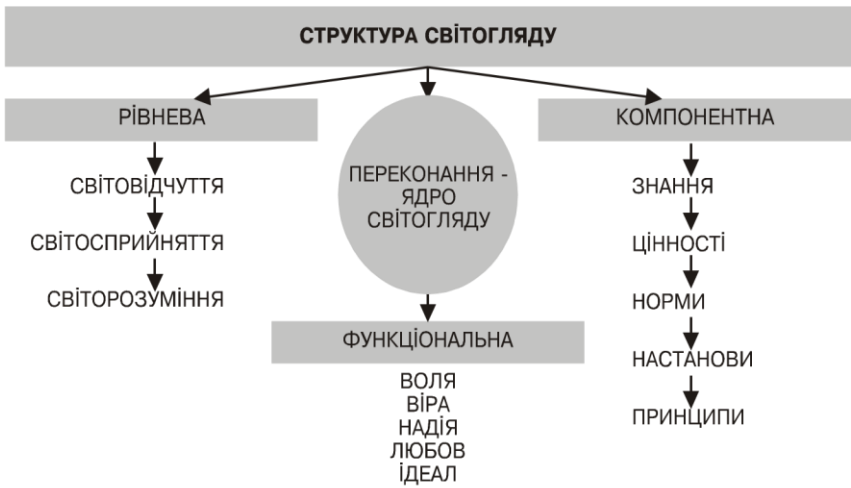 СТРУКТУРА СВІТОГЛЯДУ
РІВНЕВА
СВІТОВІДЧУТТЯ
СВІТОСПРИЙНЯТТЯ
СВІТОРОЗУМІННЯ
ПЕРЕКОНАННЯ -
ЯДРО
СВІТОГЛЯДУ
ФУНКЦІОНАЛЬНА
ВОЛЯ
ВІРА
НАДІЯ
ЛЮБОВ
ІДЕАЛ
КОМПОНЕНТНА
ЗНАННЯ
ЦІННОСТІ
НОРМИ
НАСТАНОВИ
ПРИНЦИПИ